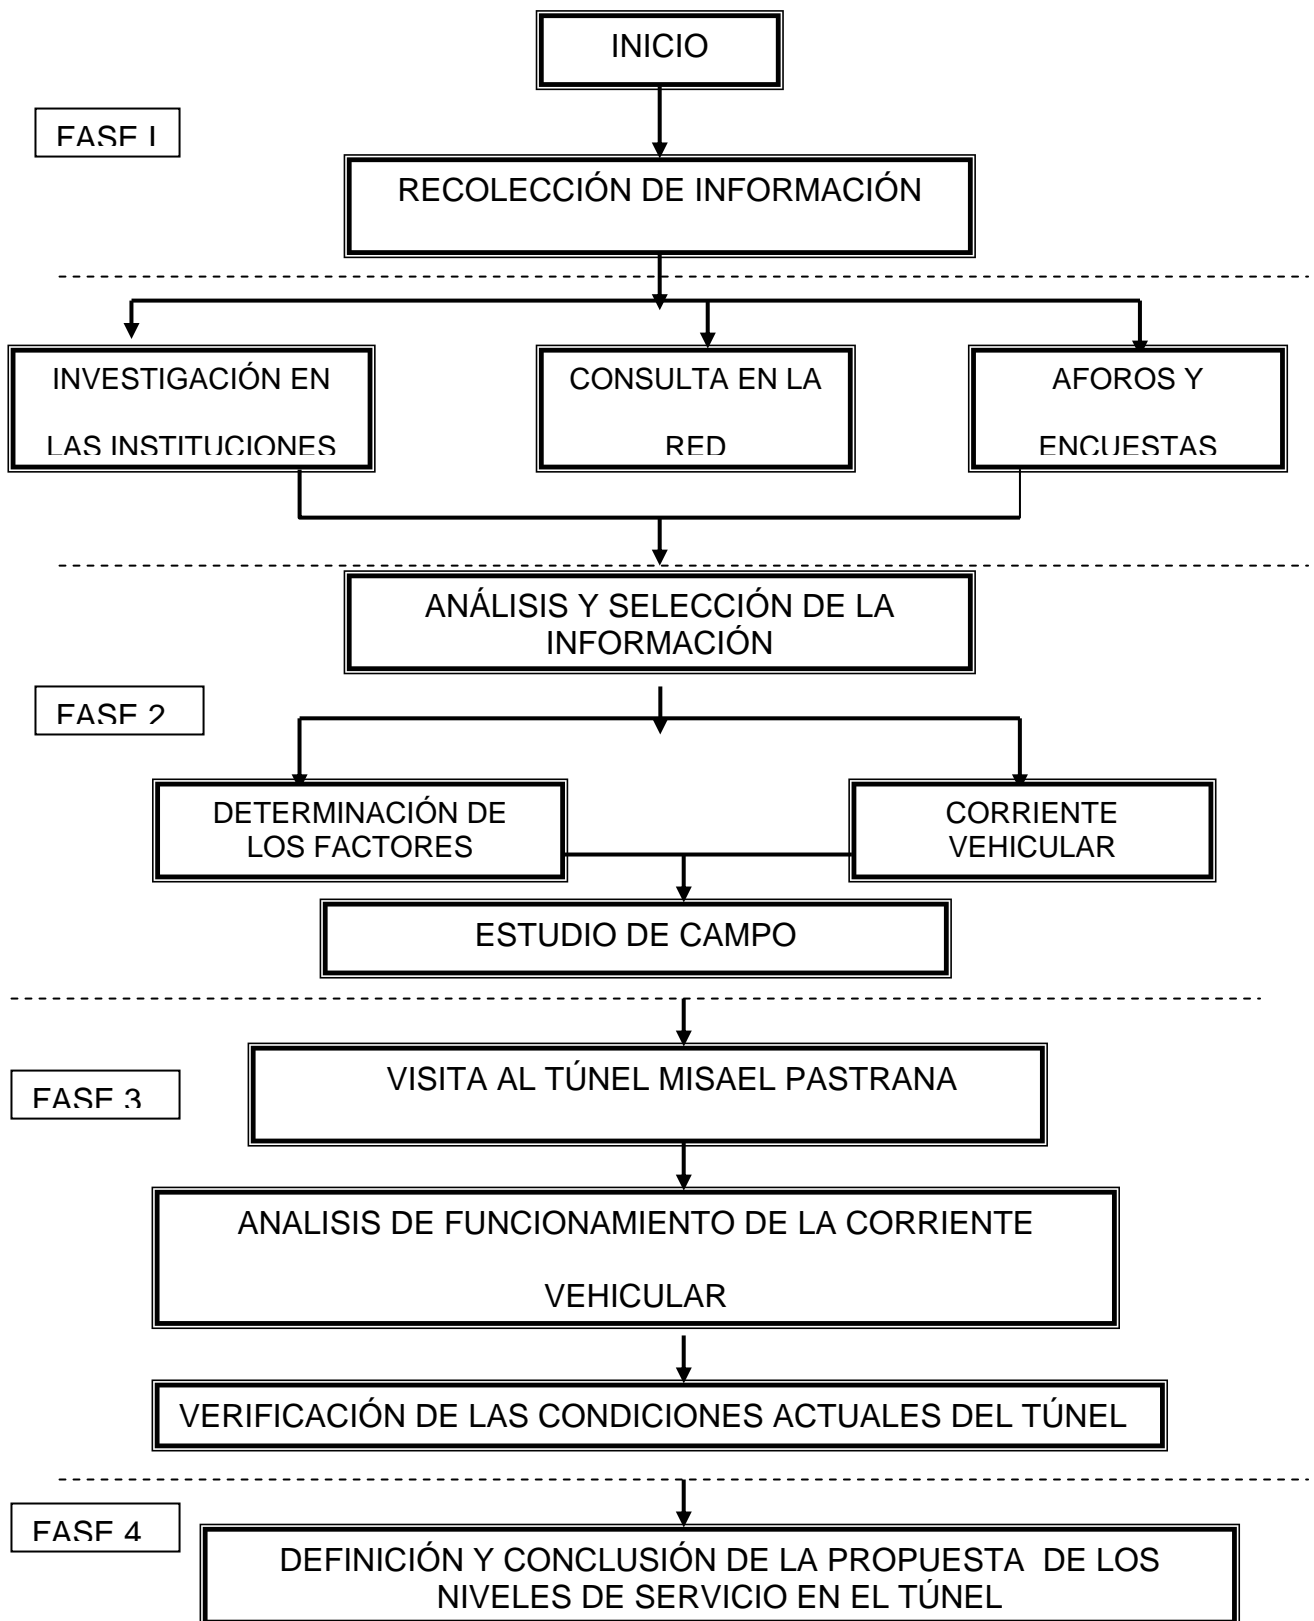 INICIO
FASE I
RECOLECCIÓN DE INFORMACIÓN
INVESTIGACIÓN EN
LAS INSTITUCIONES
CONSULTA EN LA
RED
AFOROS Y
ENCUESTAS
ANÁLISIS Y SELECCIÓN DE LA
INFORMACIÓN
FASE 2
DETERMINACIÓN DE
LOS FACTORES
CORRIENTE
VEHICULAR
ESTUDIO DE CAMPO
VISITA AL TÚNEL MISAEL PASTRANA
FASE 3
ANALISIS DE FUNCIONAMIENTO DE LA CORRIENTE
VEHICULAR
VERIFICACIÓN DE LAS CONDICIONES ACTUALES DEL TÚNEL
FASE 4
DEFINICIÓN Y CONCLUSIÓN DE LA PROPUESTA  DE LOS
NIVELES DE SERVICIO EN EL TÚNEL